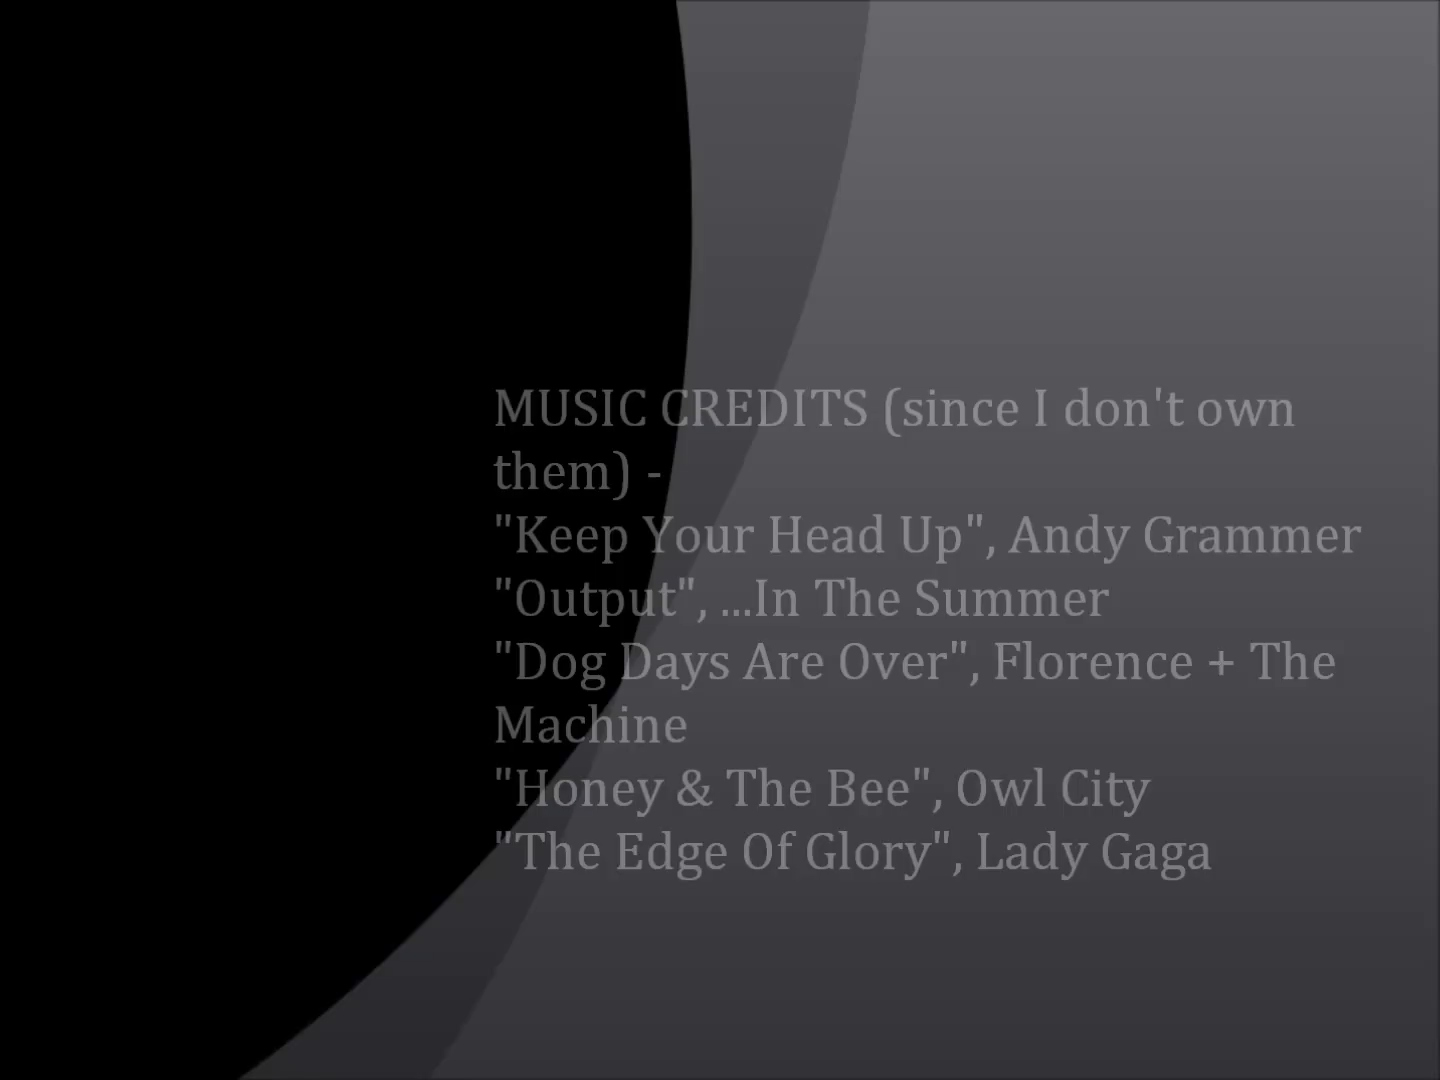 MUSIC CREDITS (since I don't own
them) -
"Keep Your Head Up", Andy Grammer
"Output", ...In The Summer
"Dog Days Are Over", Florence + The
Machine
"Honey & The Bee", Owl City
"The Edge Of Glory", Lady Gaga